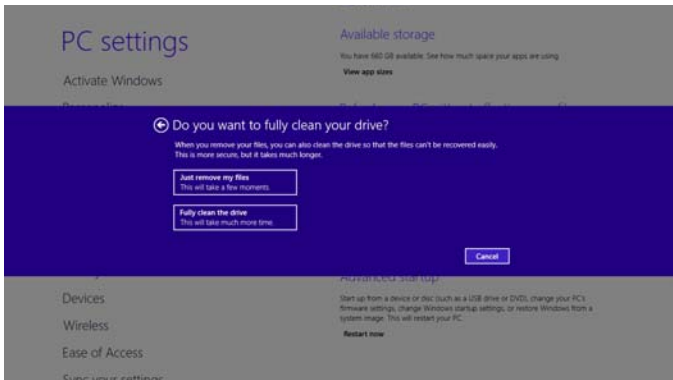 PC settings
Activate Windows
Personalize
Available storage
You have 660 GB available. See how much space your apps are using.
View app sizes
Do you want to fully clean your drive?
When you remove your files, you can also clean the drive so that the files can't be recovered easily.
This is more secure, but it takes much longer.
Just remove my files
This will take a few moments.
Fully clean the drive
This will take much more time.
Cancel
Devices
Wireless
Ease of Access
Sync your settings
Advanced startup
Start up from a device or disc (such as a USB drive or DVD), change your PC's
firmware settings, change Windows startup settings, or restore Windows from a
system image. This will restart your PC.
Restart now